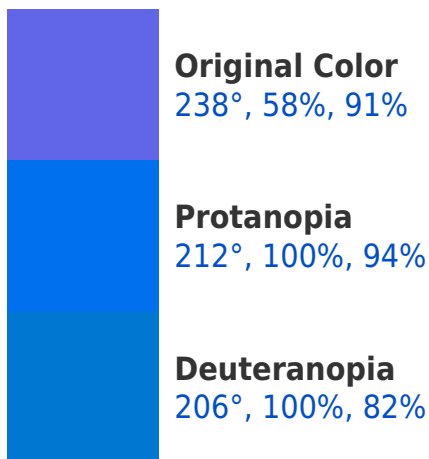 Original Color
238°, 58%, 91%
Protanopia
212°, 100%, 94%
Deuteranopia
206°, 100%, 82%